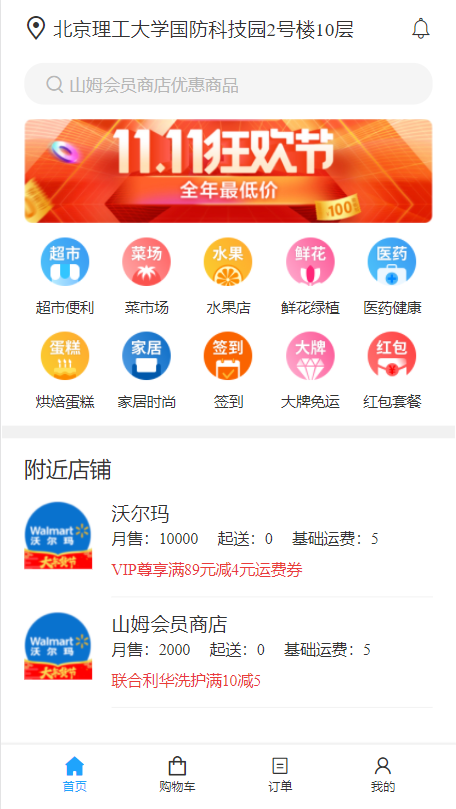 北京理工大学国防科技园2号楼10层
山姆会员商店优惠商品
11.11狂欢节
全年最低价
100
超市 菜场 水果 鲜花 医药
超市便利 菜市场 水果店 鲜花绿植 医药健康
蛋糕 家居 签到 大牌 红包
¥
烘焙蛋糕 家居时尚 签到 大牌免运 红包套餐
附近店铺
Walmart
沃尔玛
沃尔玛
月售：10000 起送：0 基础运费：5
VIP尊享满89元减4元运费券
Walmart
沃尔玛
山姆会员商店
月售：2000 起送：0 基础运费：5
联合利华洗护满10减5
首页 购物车 订单 我的